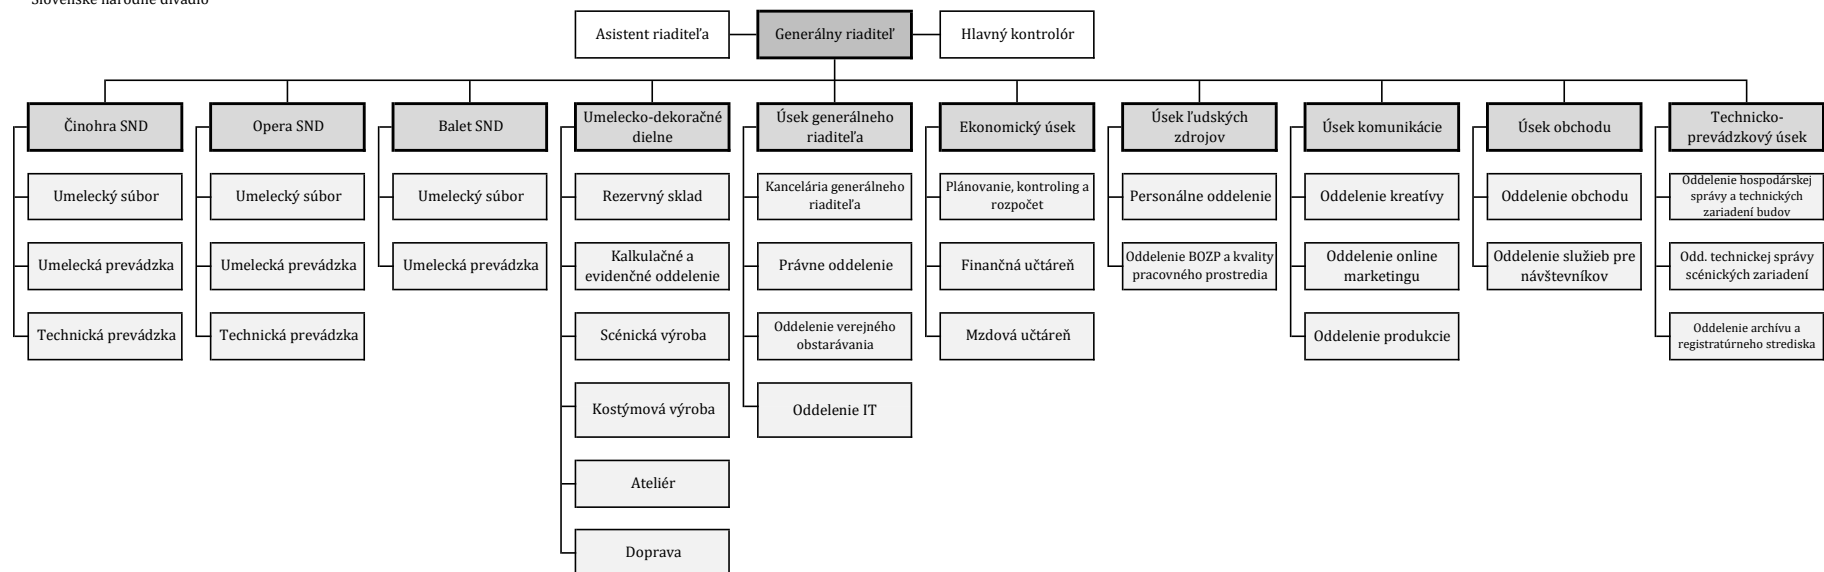 Slovenské národné divadlo
Asistent riaditeľa
Generálny riaditeľ
Hlavný kontrolór
Činohra SND
Opera SND
Balet SND
Umelecko-dekoračné
dielne
Úsek generálneho
riaditeľa
Ekonomický úsek
Úsek ľudských
zdrojov
Úsek komunikácie
Úsek obchodu
Technicko-
prevádzkový úsek
Umelecký súbor
Umelecký súbor
Umelecký súbor
Rezervný sklad
Kancelária generálneho
riaditeľa
Plánovanie, kontroling a
rozpočet
Personálne oddelenie
Oddelenie kreatívy
Oddelenie obchodu
Oddelenie hospodárskej
správy a technických
zariadení budov
Umelecká prevádzka
Umelecká prevádzka
Umelecká prevádzka
Kalkulačné a
evidenčné oddelenie
Právne oddelenie
Finančná učtáreň
Oddelenie BOZP a kvality
pracovného prostredia
Oddelenie online
marketingu
Oddelenie služieb pre
návštevníkov
Odd. technickej správy
scénických zariadení
Technická prevádzka
Technická prevádzka
Scénická výroba
Oddelenie verejného
obstarávania
Mzdová učtáreň
Oddelenie produkcie
Oddelenie archívu a
registratúrneho strediska
Kostýmová výroba
Oddelenie IT
Ateliér
Doprava